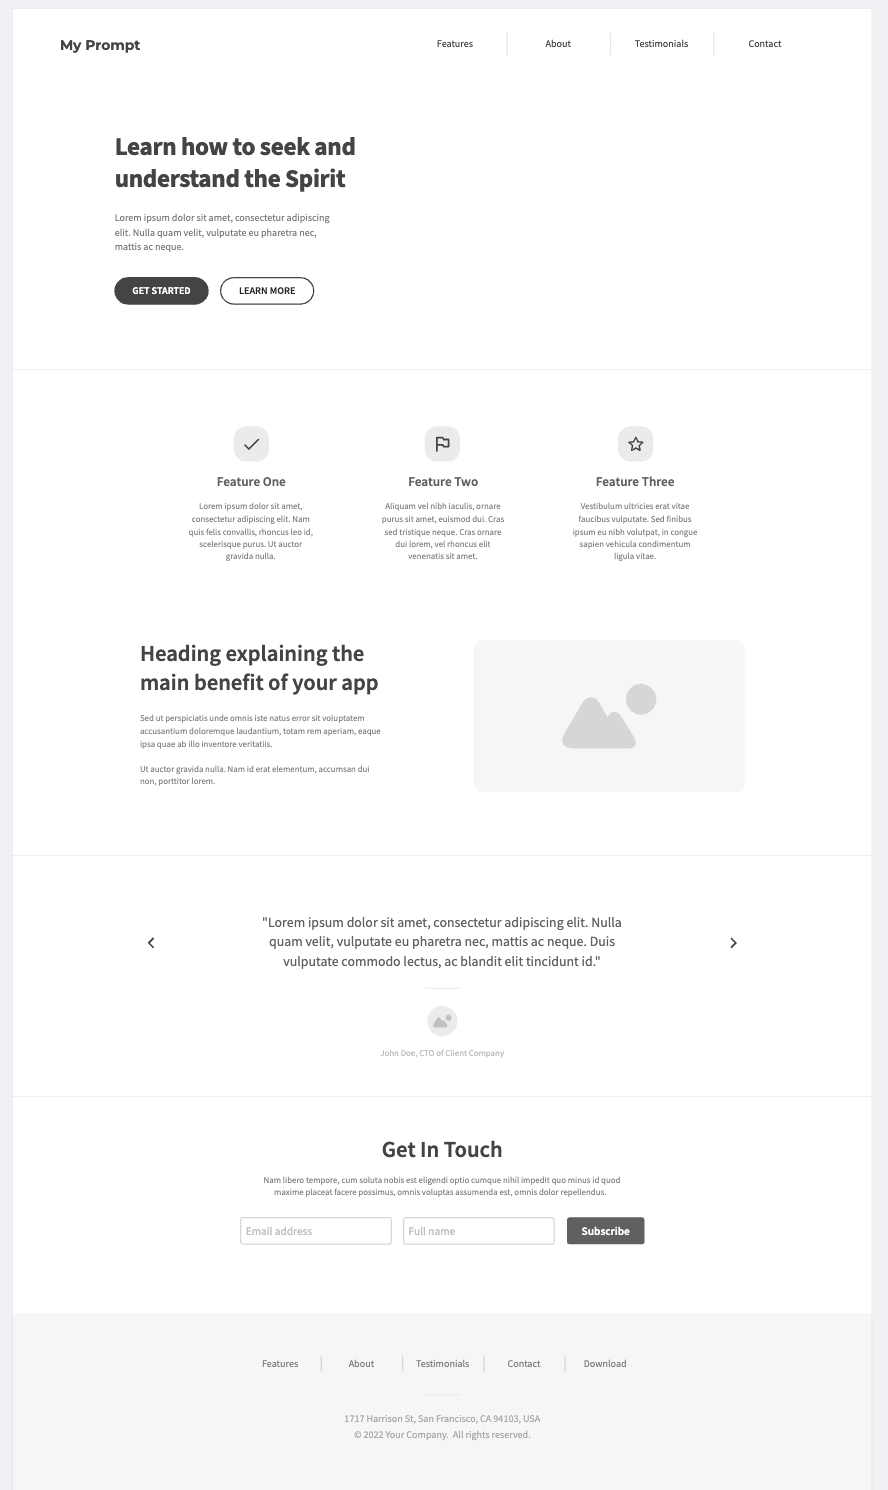 My Prompt
Features
About
Testimonials
Contact
Learn how to seek and
understand the Spirit
Lorem ipsum dolor sit amet, consectetur adipiscing
elit. Nulla quam velit, vulputate eu pharetra nec,
mattis ac neque.
GET STARTED
LEARN MORE
Feature One
Lorem ipsum dolor sit amet,
consectetur adipiscing elit. Nam
quis felis convallis, rhoncus leo id,
scelerisque purus. Ut auctor
gravida nulla.
Feature Two
Aliquam vel nibh iaculis, ornare
purus sit amet, euismod dui. Cras
sed tristique neque. Cras ornare
dui lorem, vel rhoncus elit
venenatis sit amet.
Feature Three
Vestibulum ultricies erat vitae
faucibus vulputate. Sed finibus
ipsum eu nibh volutpat, in congue
sapien vehicula condimentum
ligula vitae.
Heading explaining the
main benefit of your app
Sed ut perspiciatis unde omnis iste natus error sit voluptatem
accusantium doloremque laudantium, totam rem aperiam, eaque
ipsa quae ab illo inventore veritatiis.
Ut auctor gravida nulla. Nam id erat elementum, accumsan dui
non, porttitor lorem.
"Lorem ipsum dolor sit amet, consectetur adipiscing elit. Nulla
quam velit, vulputate eu pharetra nec, mattis ac neque. Duis
vulputate commodo lectus, ac blandit elit tincidunt id."
John Doe, CTO of Client Company
Get In Touch
Nam libero tempore, cum soluta nobis est eligendi optio cumque nihil impedit quo minus id quod
maxime placeat facere possimus, omnis voluptas assumenda est, omnis dolor repellendus.
Email address
Full name
Subscribe
Features
About
Testimonials
Contact
Download
1717 Harrison St, San Francisco, CA 94103, USA
© 2022 Your Company. All rights reserved.